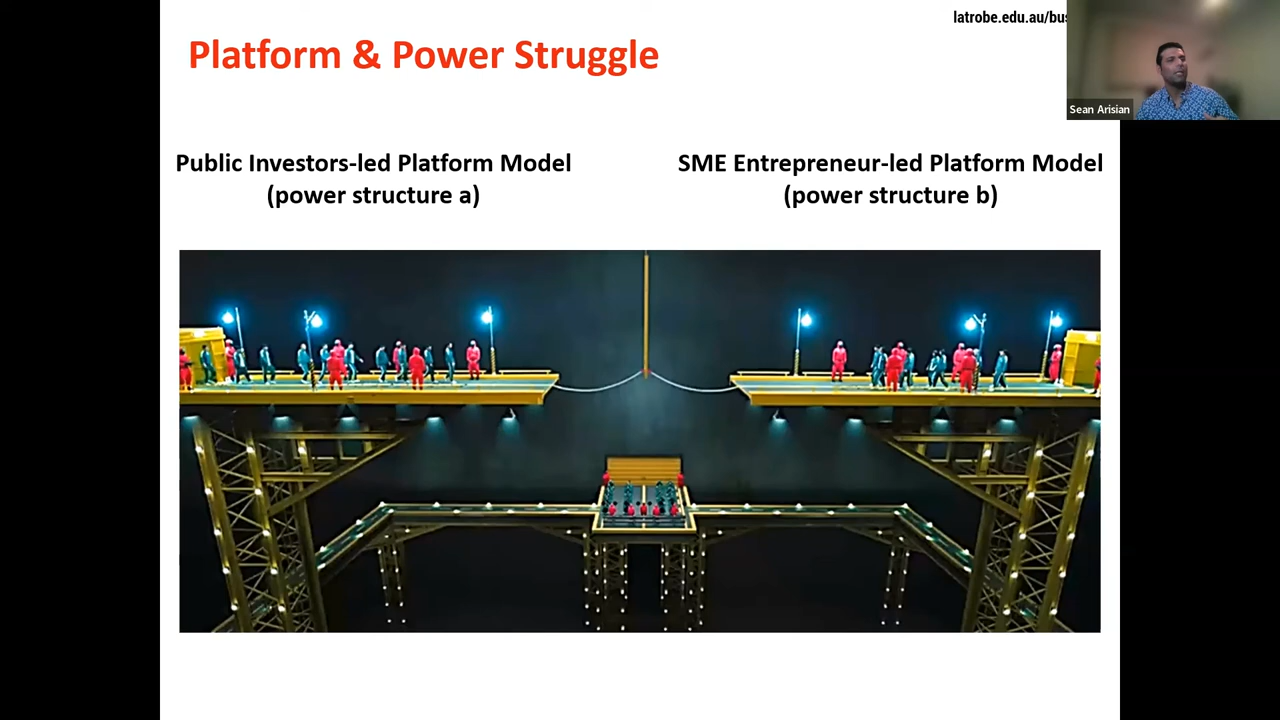 latrobe.edu.au/bus
Platform & Power Struggle
Sean Arisian
Public Investors-led Platform Model
(power structure a)
SME Entrepreneur-led Platform Model
(power structure b)